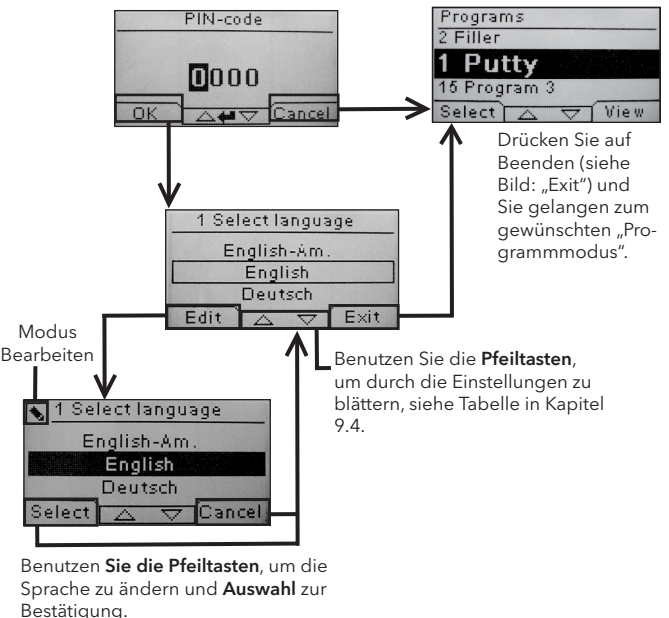 PIN-code
0000
OK
Cancel
Programs
2 Filler
1 Putty
15 Program 3
Select
View
Drücken Sie auf
Beenden (siehe
Bild: „Exit“) und
Sie gelangen zum
gewünschten „Pro-
grammmodus“.
1 Select language
English-Am.
English
Deutsch
Edit
Exit
Modus
Bearbeiten
Benutzen Sie die Pfeiltasten,
um durch die Einstellungen zu
blättern, siehe Tabelle in Kapitel
9.4.
1 Select language
English-Am.
English
Deutsch
Select
Cancel
Benutzen Sie die Pfeiltasten, um die
Sprache zu ändern und Auswahl zur
Bestätigung.